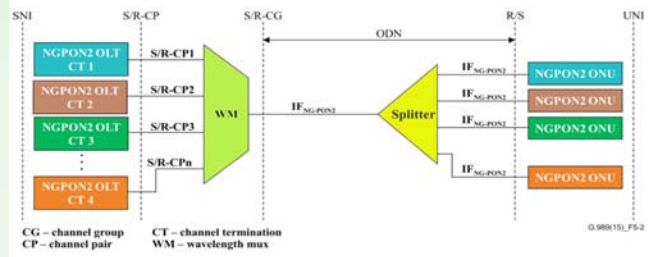 SNI S/R-CP S/R-CG R/S UNI
ODN
NGPON2 OLT
CT 1
S/R-CP1
NGPON2 OLT
CT 2
S/R-CP2
NGPON2 OLT
CT 3
S/R-CP3
S/R-CPn
NGPON2 OLT
CT 4
WM
IFNG-PON2
Splitter
IFNG-PON2
NGPON2 ONU
IFNG-PON2
NGPON2 ONU
IFNG-PON2
NGPON2 ONU
IFNG-PON2
NGPON2 ONU
G.989(15)_F5-2
CG – channel group CT – channel termination
CP – channel pair WM – wavelength mux